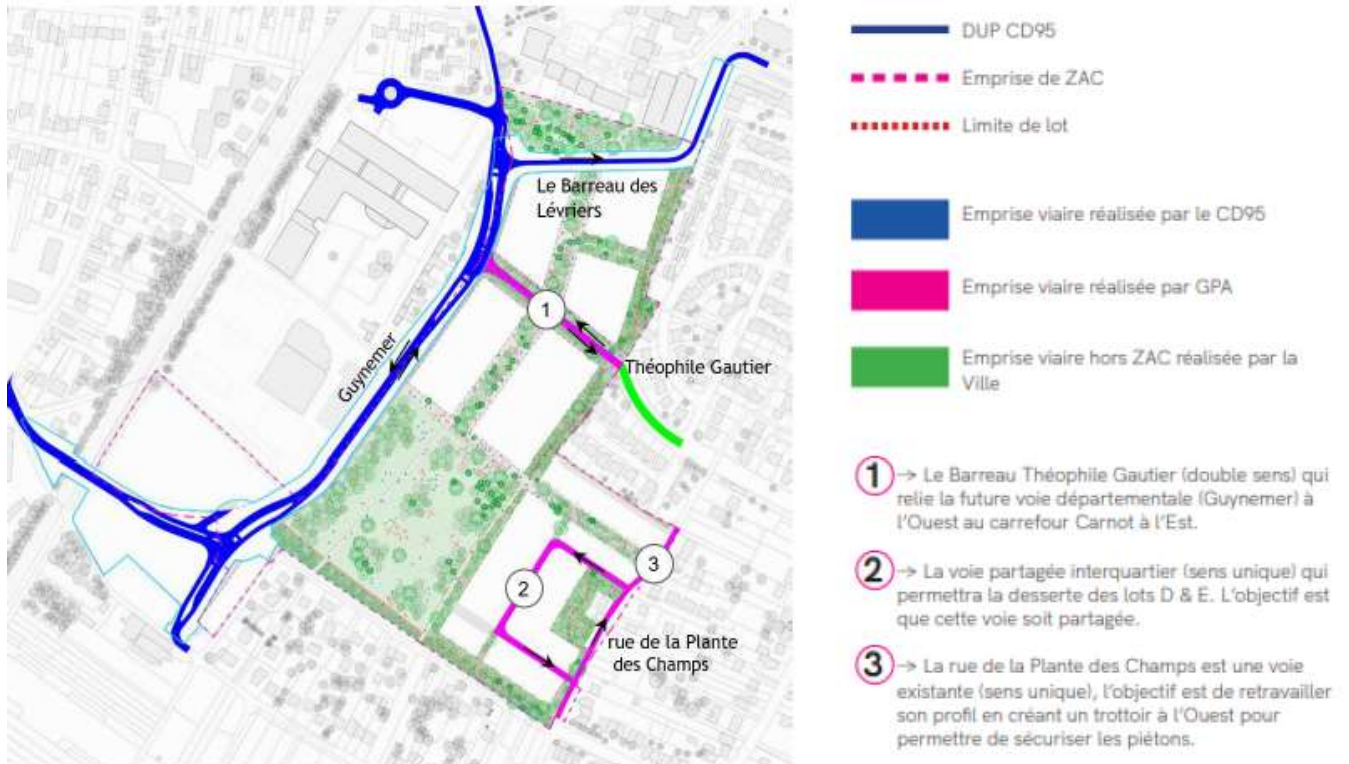 Le Barreau des
Lévriers
1
Guynemer
Théophile Gautier
3
2
rue de la Plante
des Champs
DUP CD95
Emprise de ZAC
Limite de lot
Emprise viaire réalisée par le CD95
Emprise viaire réalisée par GPA
Emprise viaire hors ZAC réalisée par la
Ville
1 → Le Barreau Théophile Gautier (double sens) qui
relie la future voie départementale (Guynemer) à
l'Ouest au carrefour Carnot à l'Est.
2 → La voie partagée interquartier (sens unique) qui
permettra la desserte des lots D & E. L'objectif est
que cette voie soit partagée.
3 → La rue de la Plante des Champs est une voie
existante (sens unique), l'objectif est de retravailler
son profil en créant un trottoir à l'Ouest pour
permettre de sécuriser les piétons.